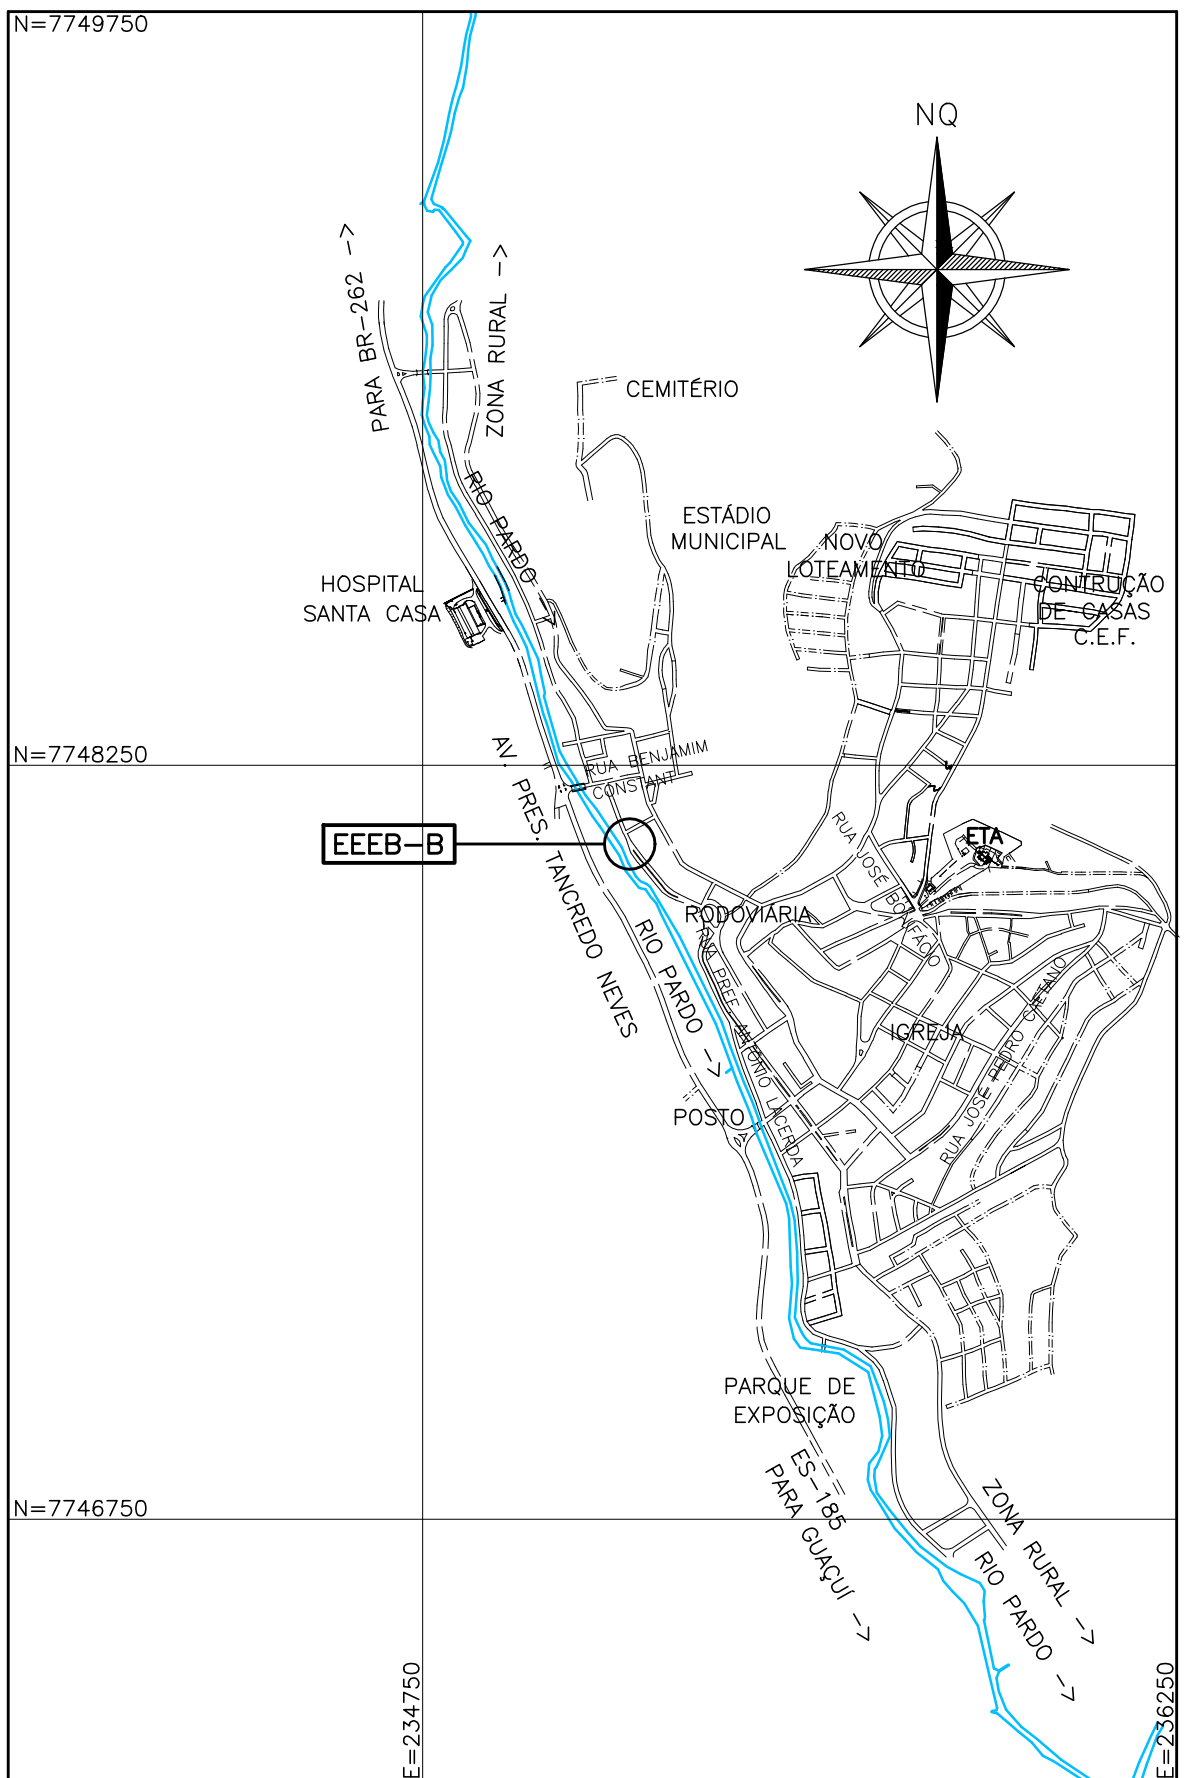 N=7749750
NQ
PARA BR-262 ->
ZONA RURAL ->
CEMITÉRIO
RIO PARDO
ESTÁDIO
MUNICIPAL
NOVO
LOTEAMENTO
HOSPITAL
SANTA CASA
CONTRUÇÃO
DE CASAS
C.E.F.
N=7748250
AV. PRES. TANCREDO NEVES
RUA BENJAMIM
CONSTANT
EEEB-B
RUA JOSÉ BONIFÁCIO
ETA
RODOVIÁRIA
RIO PARDO ->
RUA PREF. ANTÔNIO LACERDA
IGREJA
RUA JOSÉ PEDRO CAETANO
POSTO
PARQUE DE
EXPOSIÇÃO
ES-185
PARA GUAÇUÍ ->
N=7746750
ZONA RURAL ->
RIO PARDO ->
E=234750
E=236250